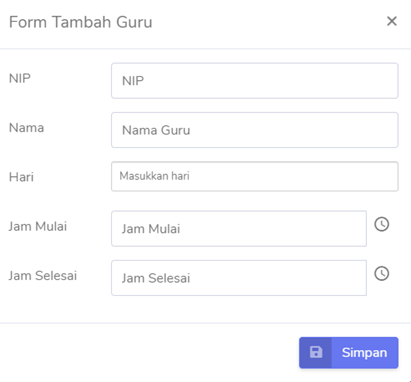 Form Tambah Guru ×
NIP NIP
Nama Nama Guru
Hari Masukkan hari
Jam Mulai Jam Mulai
Jam Selesai Jam Selesai
Simpan